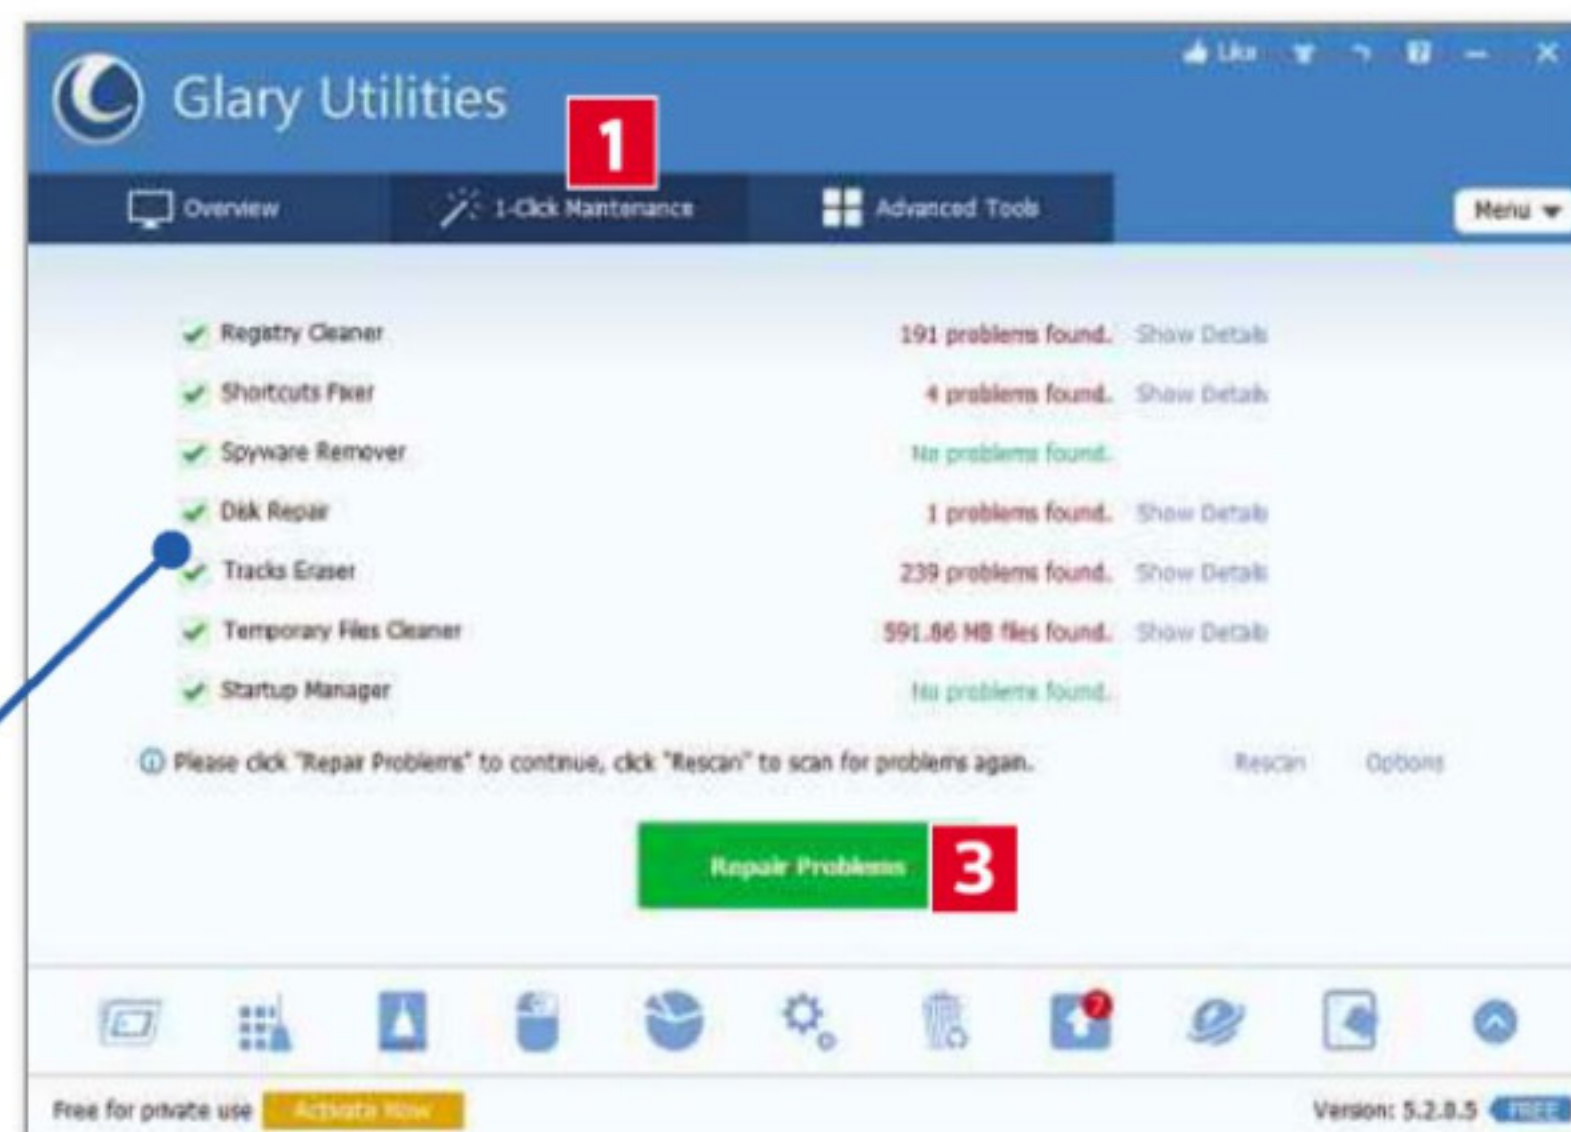 Like
Glary Utilities
1
Overview
1-Click Maintenance
Advanced Tools
Menu
Registry Cleaner 191 problems found. Show Details
Shortcuts Fixer 4 problems found. Show Details
Spyware Remover No problems found.
Disk Repair 1 problems found. Show Details
Tracks Eraser 239 problems found. Show Details
Temporary Files Cleaner 591.86 MB files found. Show Details
Startup Manager No problems found.
Please click "Repair Problems" to continue, click "Rescan" to scan for problems again. Rescan Options
Repair Problems 3
7
Free for private use Activate Now Version: 5.2.0.5 FREE